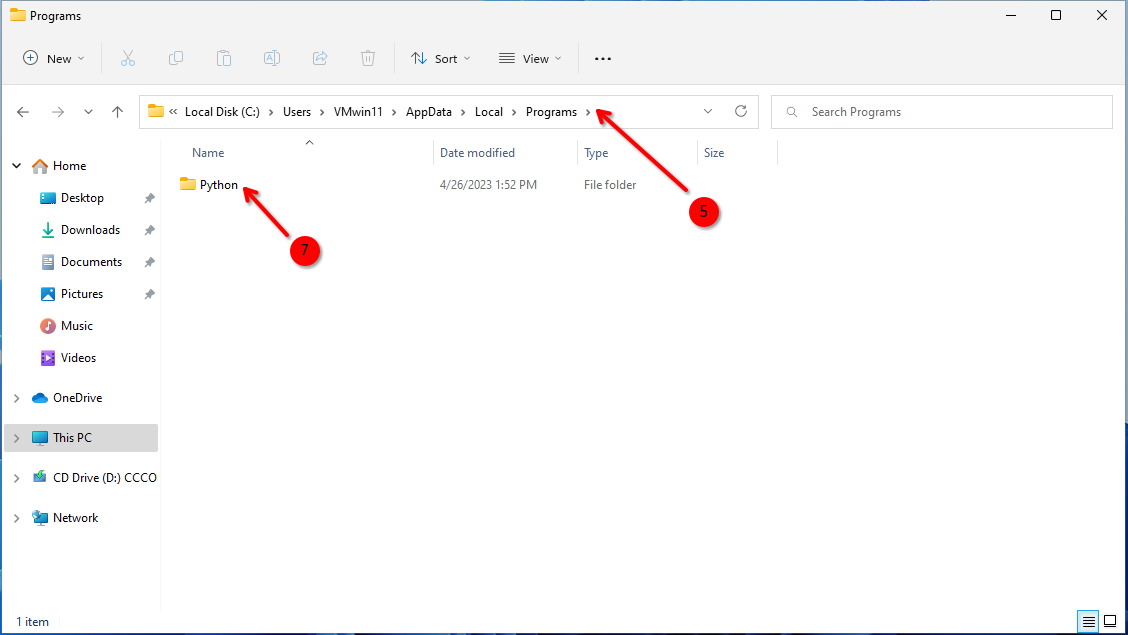 Programs
New Sort View ...
« Local Disk (C:) > Users > VMwin11 > AppData > Local > Programs > Search Programs
Name Date modified Type Size
Python 4/26/2023 1:52 PM File folder
5
7
Home
Desktop
Downloads
Documents
Pictures
Music
Videos
OneDrive
This PC
CD Drive (D:) CCCO
Network
1 item